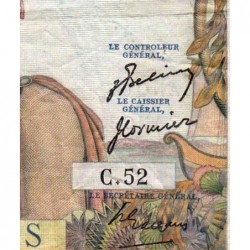 LE CONTROLEUR
GÉNÉRAL,
LE CAISSIER
GÉNÉRAL,
C.52
LE SECRÉTAIRE GÉNÉRAL,
S